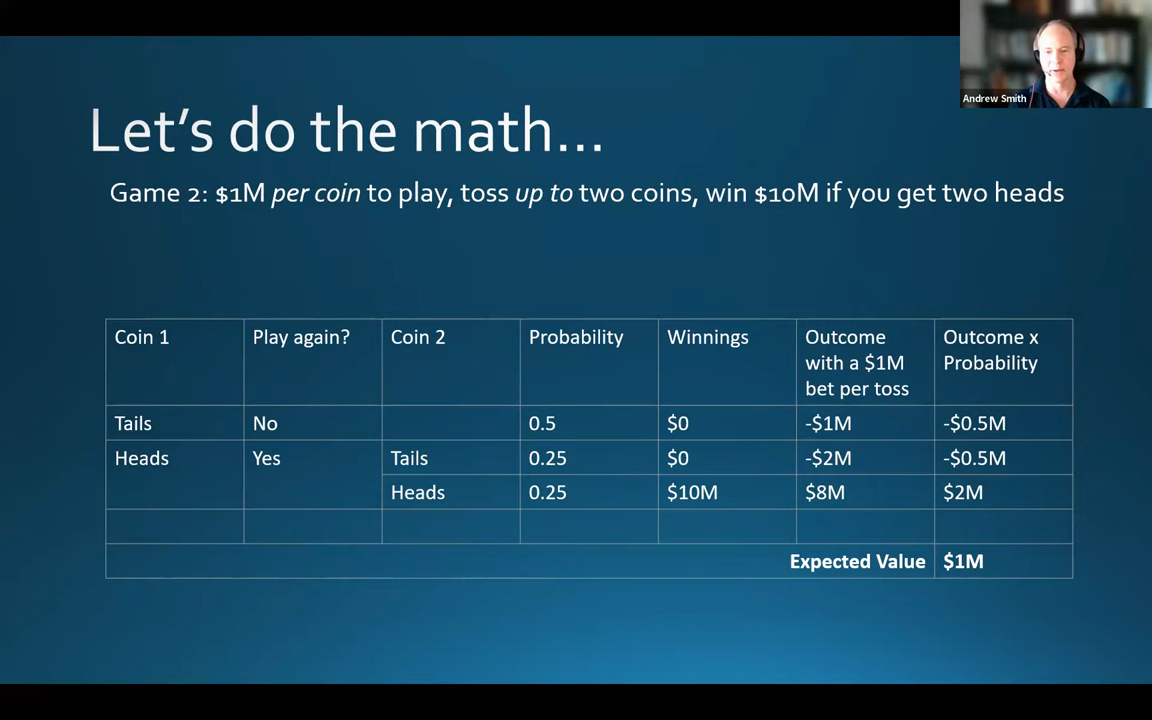 Andrew Smith
Let's do the math...
Game 2: $1M per coin to play, toss up to two coins, win $10M if you get two heads
Coin 1 Play again? Coin 2 Probability Winnings Outcome with a $1M bet per toss Outcome x Probability
Tails No 0.5 $0 -$1M -$0.5M
Heads Yes Tails 0.25 $0 -$2M -$0.5M
Heads 0.25 $10M $8M $2M
Expected Value $1M